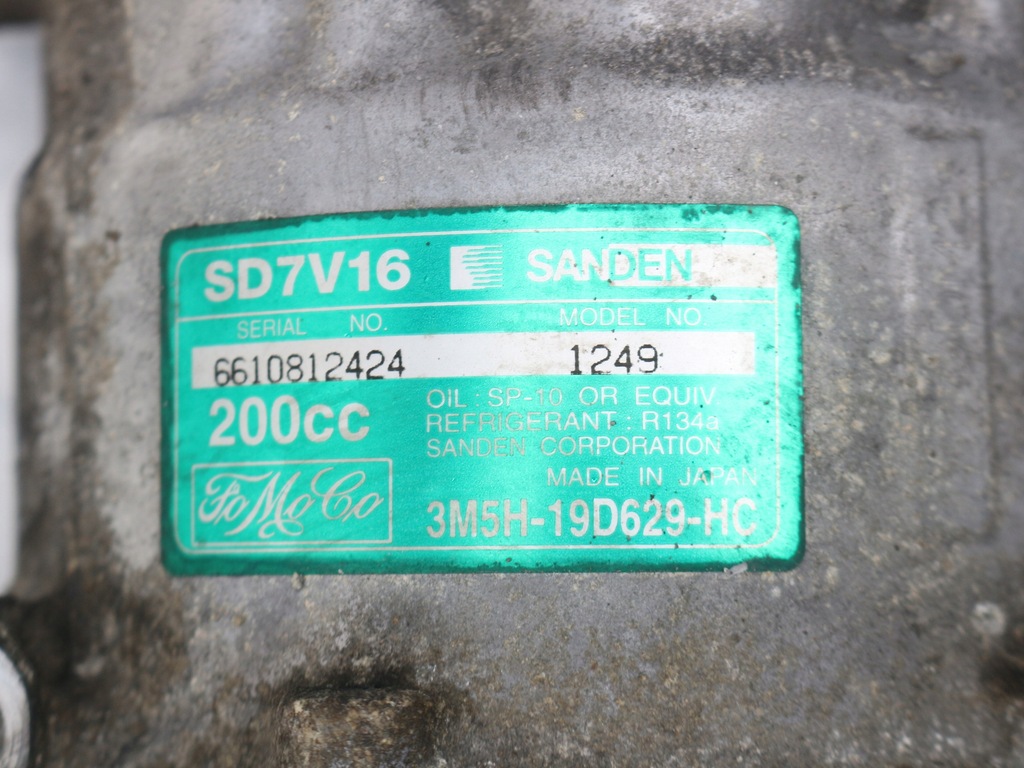 SD7V16 SANDEN
SERIAL NO. MODEL NO
6610812424 1249
200cc
OIL : SP-10 OR EQUIV.
REFRIGERANT : R134a
SANDEN CORPORATION
MADE IN JAPAN
FoMoCo
3M5H-19D629-HC